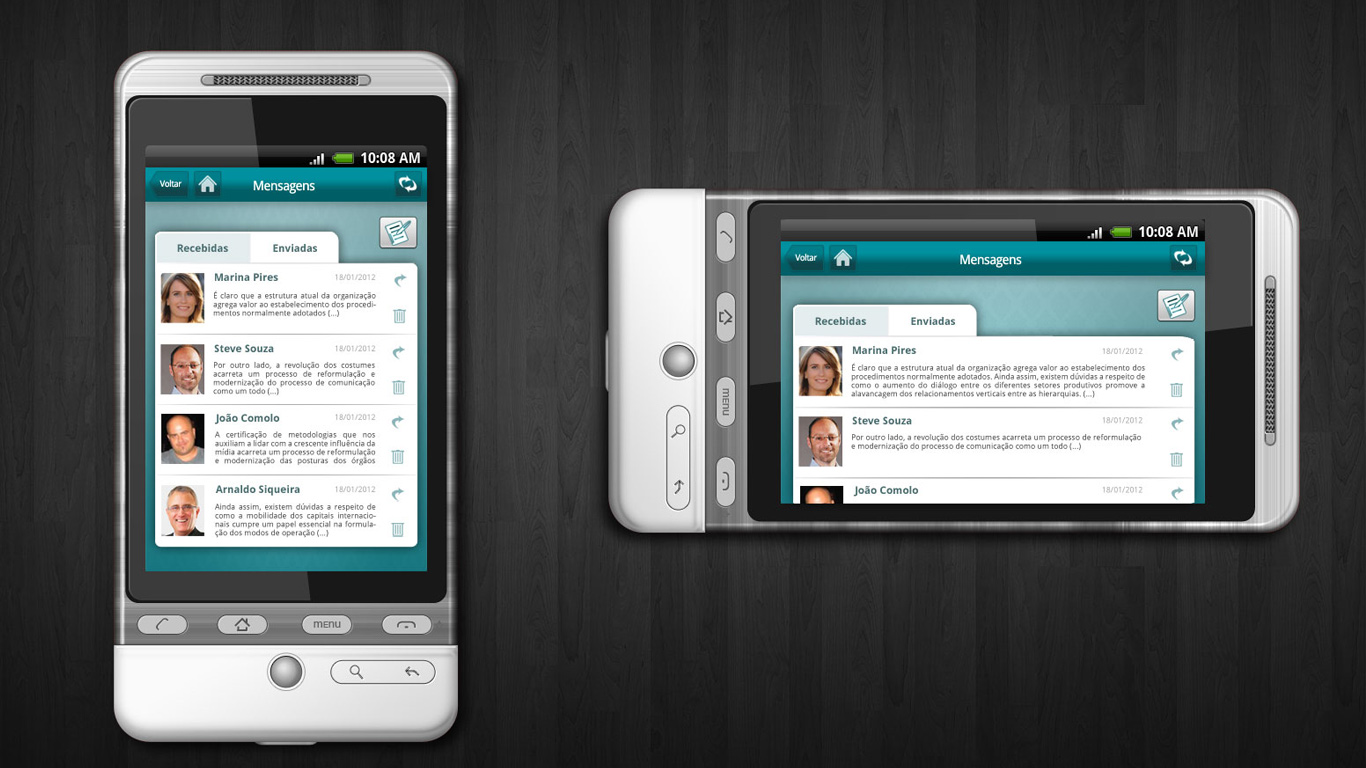 10:08 AM
Voltar
Mensagens
Recebidas
Enviadas
Marina Pires
18/01/2012
É claro que a estrutura atual da organização
agrega valor ao estabelecimento dos procedi-
mentos normalmente adotados (...)
Steve Souza
18/01/2012
Por outro lado, a revolução dos costumes
acarreta um processo de reformulação e
modernização do processo de comunicação
como um todo (...)
João Comolo
18/01/2012
A certificação de metodologias que nos
auxiliam a lidar com a crescente influência da
mídia acarreta um processo de reformulação
e modernização das posturas dos órgãos
Arnaldo Siqueira
18/01/2012
Ainda assim, existem dúvidas a respeito de
como a mobilidade dos capitais internacio-
nais cumpre um papel essencial na formula-
ção dos modos de operação (...)
menu
10:08 AM
Voltar
Mensagens
Recebidas
Enviadas
Marina Pires
18/01/2012
É claro que a estrutura atual da organização agrega valor ao estabelecimento dos
procedimentos normalmente adotados. Ainda assim, existem dúvidas a respeito de
como o aumento do diálogo entre os diferentes setores produtivos promove a
alavancagem dos relacionamentos verticais entre as hierarquias. (...)
Steve Souza
18/01/2012
Por outro lado, a revolução dos costumes acarreta um processo de reformulação
e modernização do processo de comunicação como um todo (...)
João Comolo
18/01/2012
menu